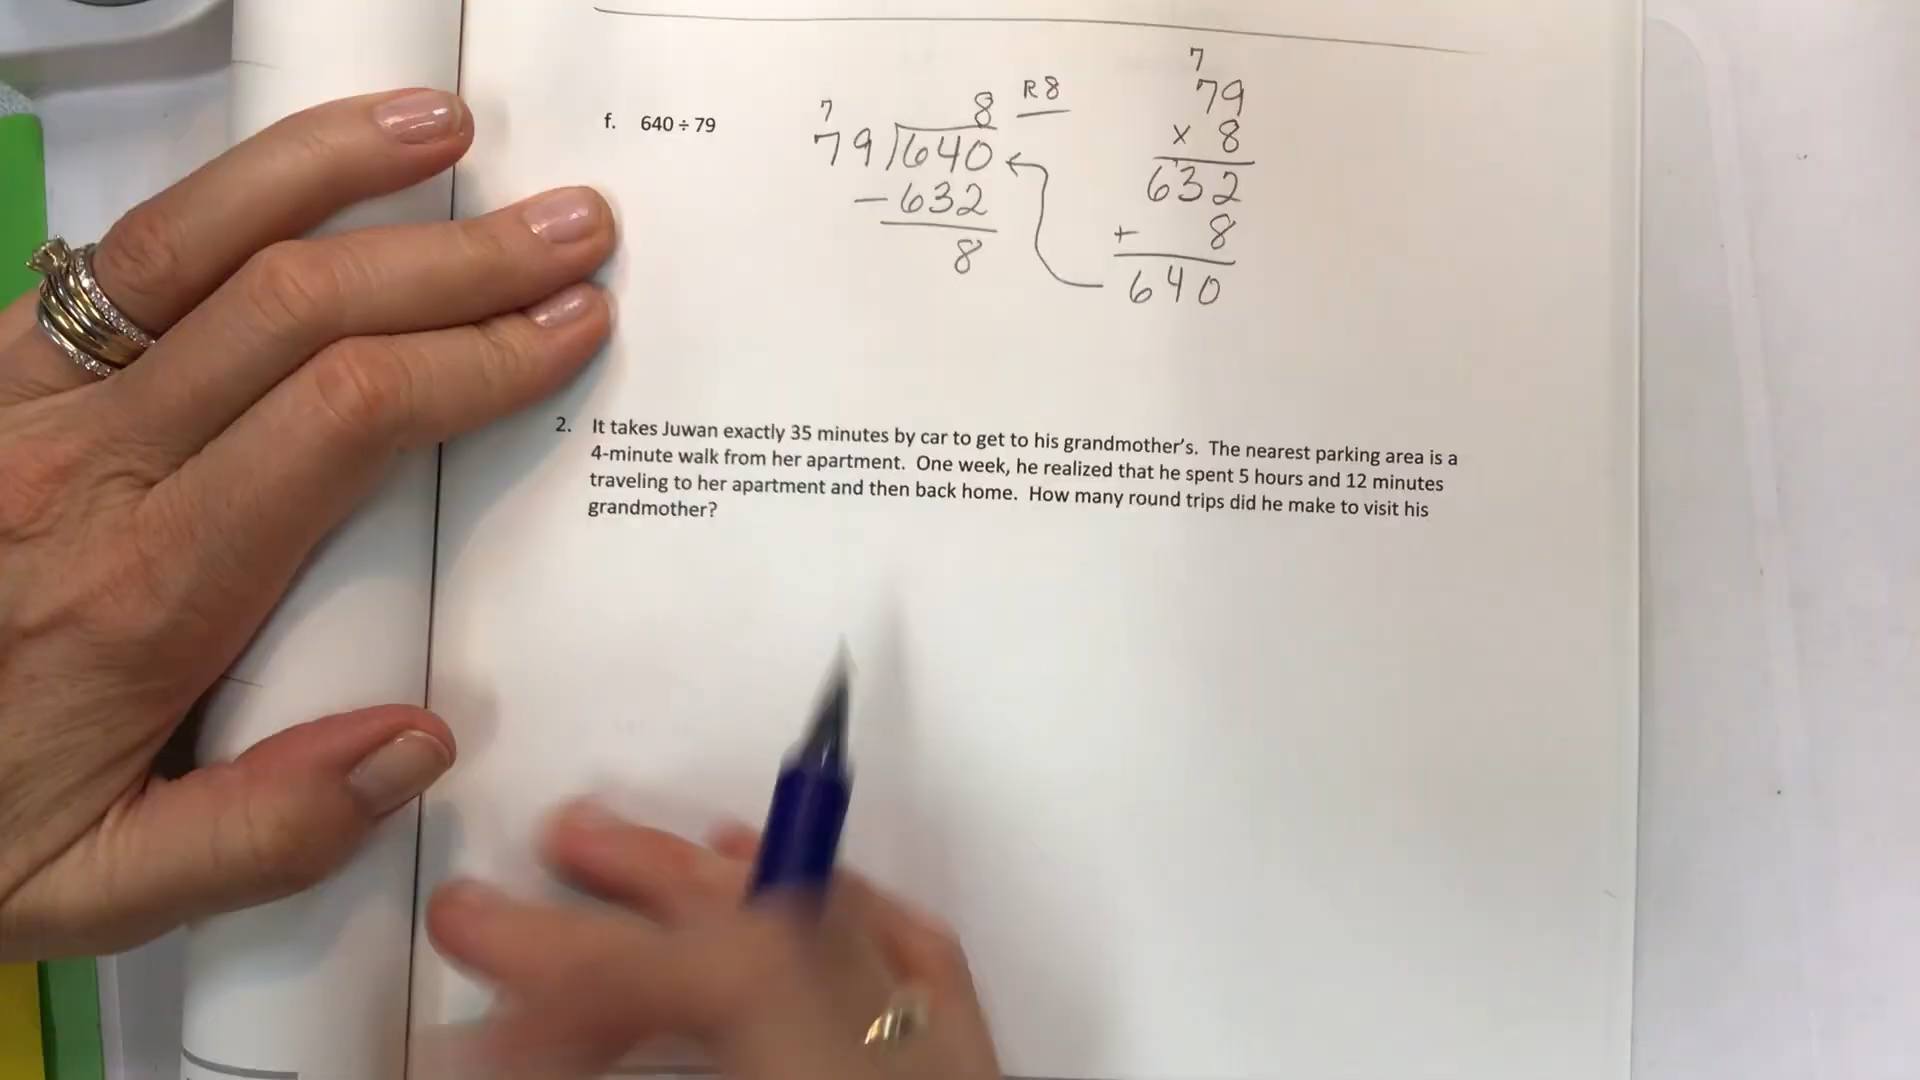 f. 640 ÷ 79
7
8 R8
79)640
-632
8
7
79
x 8
632
+ 8
640
2. It takes Juwan exactly 35 minutes by car to get to his grandmother's. The nearest parking area is a
4-minute walk from her apartment. One week, he realized that he spent 5 hours and 12 minutes
traveling to her apartment and then back home. How many round trips did he make to visit his
grandmother?